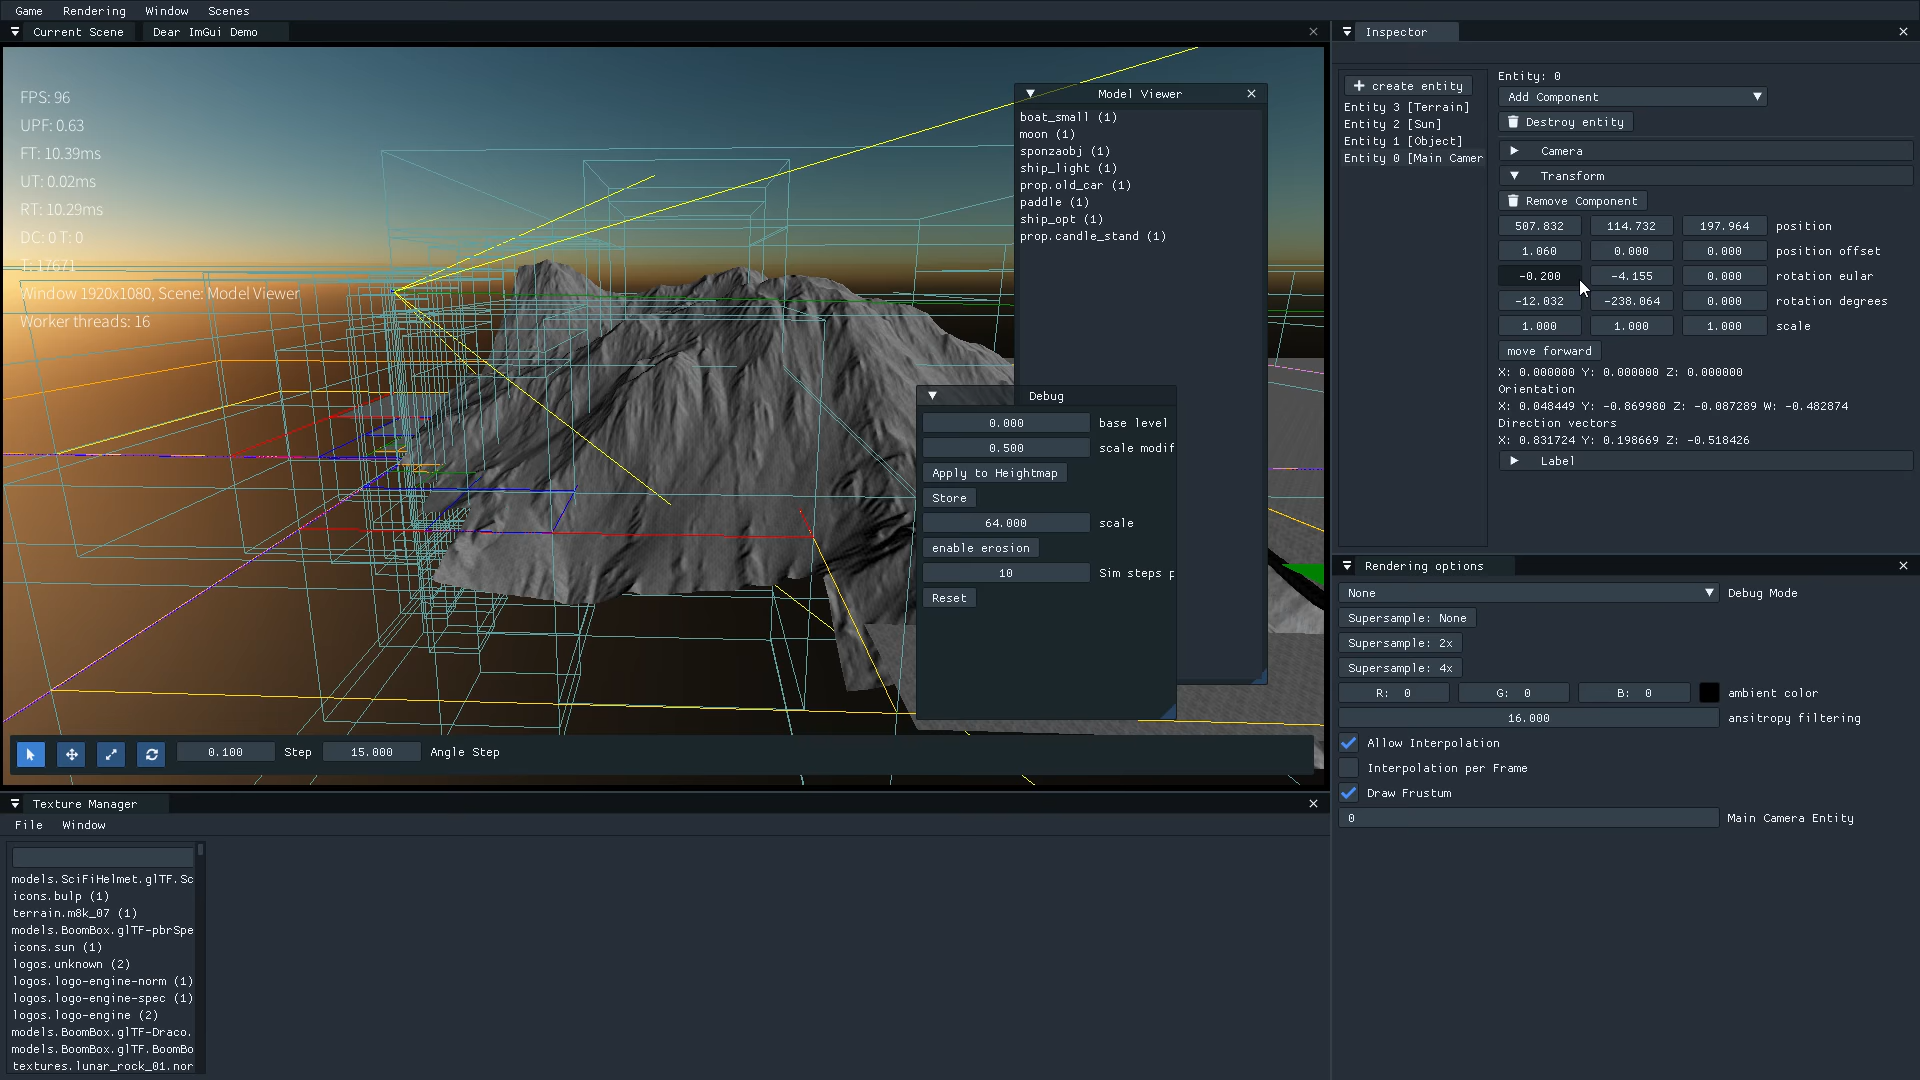 Game Rendering Window Scenes
Current Scene Dear ImGui Demo
FPS: 96
UPF: 0.63
FT: 10.39ms
UT: 0.02ms
RT: 10.29ms
DC: 0 T: 0
T: 17671
Window 1920x1080, Scene: Model Viewer
Worker threads: 16
Model Viewer
boat_small (1)
moon (1)
sponzaobj (1)
ship_light (1)
prop.old_car (1)
paddle (1)
ship_opt (1)
prop.candle_stand (1)
Debug
0.000 base level
0.500 scale modif
Apply to Heightmap
Store
64.000 scale
enable erosion
10 Sim steps p
Reset
0.100 Step 15.000 Angle Step
Texture Manager
File Window
models.SciFiHelmet.glTF.Sc
icons.bulp (1)
terrain.m8k_07 (1)
models.BoomBox.glTF-pbrSpe
icons.sun (1)
logos.unknown (2)
logos.logo-engine-norm (1)
logos.logo-engine-spec (1)
logos.logo-engine (2)
models.BoomBox.glTF-Draco.
models.BoomBox.glTF.BoomBo
textures.lunar_rock_01.nor
Inspector
create entity
Entity 3 [Terrain]
Entity 2 [Sun]
Entity 1 [Object]
Entity 0 [Main Camer
Entity: 0
Add Component
Destroy entity
Camera
Transform
Remove Component
507.832 114.732 197.964 position
1.060 0.000 0.000 position offset
-0.200 -4.155 0.000 rotation eular
-12.032 -238.064 0.000 rotation degrees
1.000 1.000 1.000 scale
move forward
X: 0.000000 Y: 0.000000 Z: 0.000000
Orientation
X: 0.048449 Y: -0.869980 Z: -0.087289 W: -0.482874
Direction vectors
X: 0.831724 Y: 0.198669 Z: -0.518426
Label
Rendering options
None Debug Mode
Supersample: None
Supersample: 2x
Supersample: 4x
R: 0 G: 0 B: 0 ambient color
16.000 ansitropy filtering
Allow Interpolation
Interpolation per Frame
Draw Frustum
0 Main Camera Entity